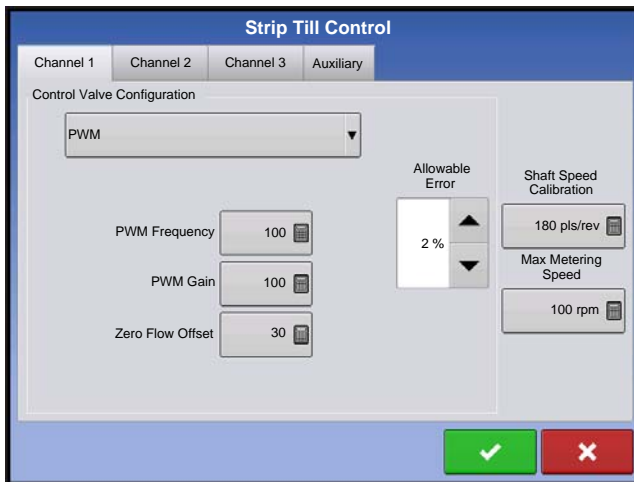 Strip Till Control
Channel 1
Channel 2
Channel 3
Auxiliary
Control Valve Configuration
PWM
Allowable
Error
2 %
PWM Frequency
100
PWM Gain
100
Zero Flow Offset
30
Shaft Speed
Calibration
180 pls/rev
Max Metering
Speed
100 rpm